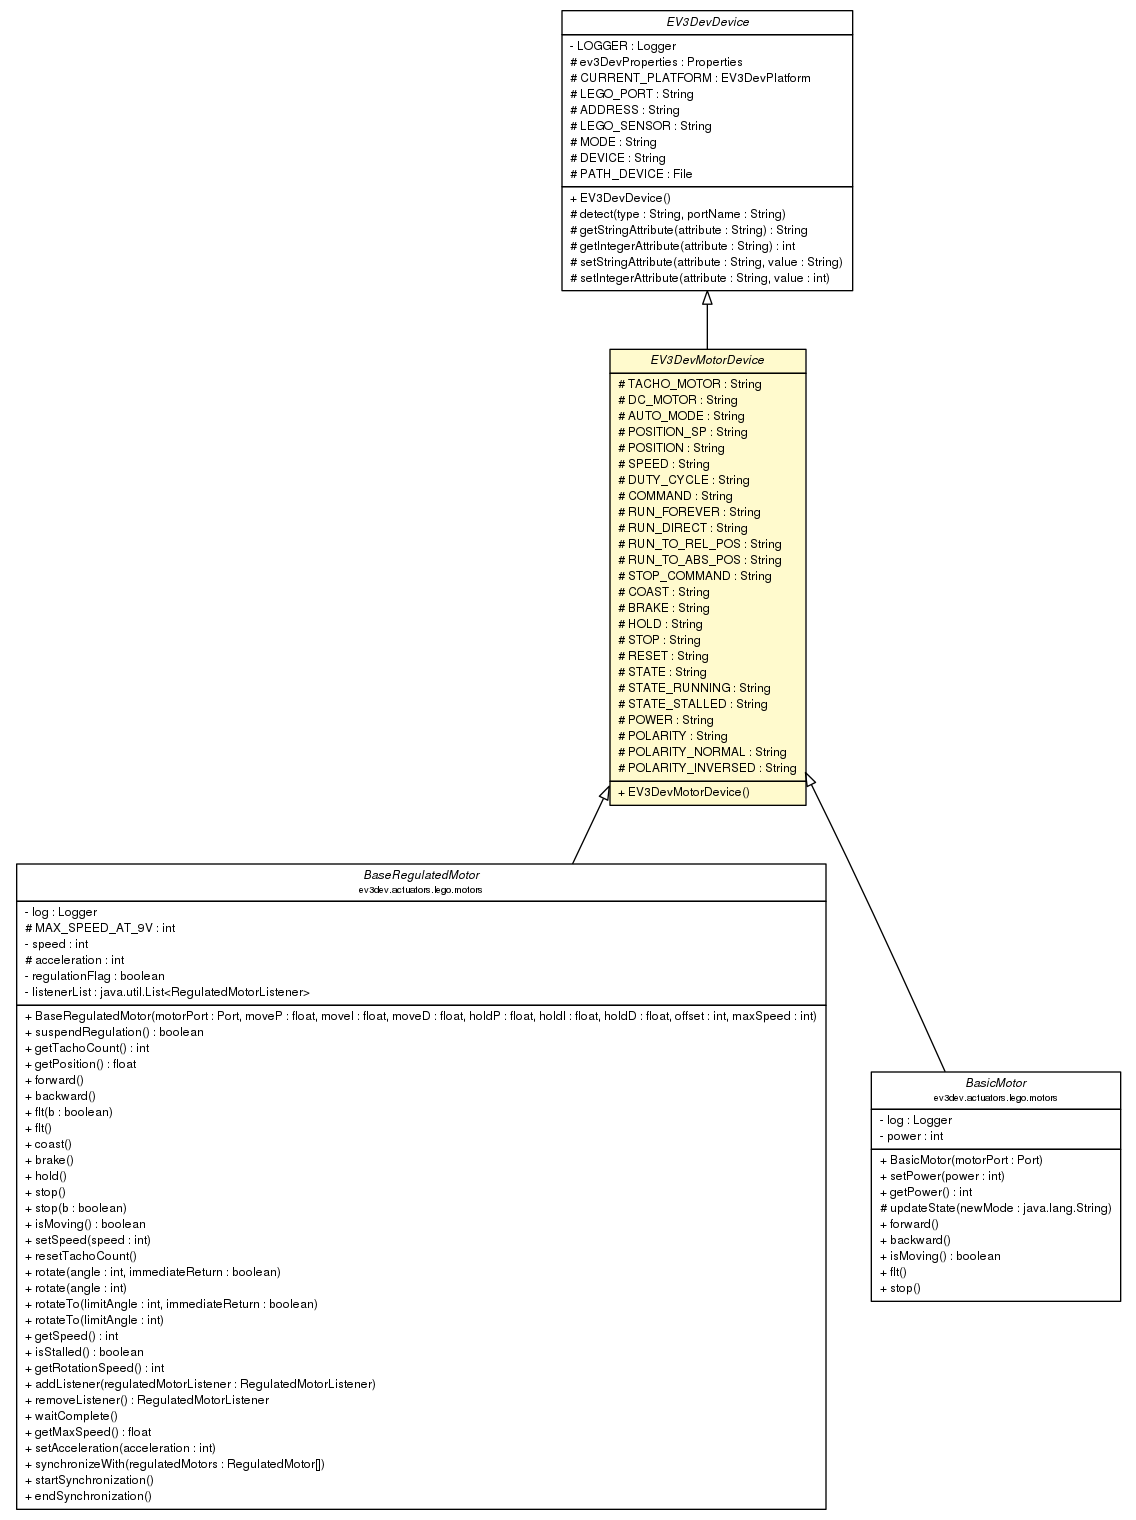 EV3DevDevice
- LOGGER : Logger
# ev3DevProperties : Properties
# CURRENT_PLATFORM : EV3DevPlatform
# LEGO_PORT : String
# ADDRESS : String
# LEGO_SENSOR : String
# MODE : String
# DEVICE : String
# PATH_DEVICE : File
+ EV3DevDevice()
# detect(type : String, portName : String)
# getStringAttribute(attribute : String) : String
# getIntegerAttribute(attribute : String) : int
# setStringAttribute(attribute : String, value : String)
# setIntegerAttribute(attribute : String, value : int)
EV3DevMotorDevice
# TACHO_MOTOR : String
# DC_MOTOR : String
# AUTO_MODE : String
# POSITION_SP : String
# POSITION : String
# SPEED : String
# DUTY_CYCLE : String
# COMMAND : String
# RUN_FOREVER : String
# RUN_DIRECT : String
# RUN_TO_REL_POS : String
# RUN_TO_ABS_POS : String
# STOP_COMMAND : String
# COAST : String
# BRAKE : String
# HOLD : String
# STOP : String
# RESET : String
# STATE : String
# STATE_RUNNING : String
# STATE_STALLED : String
# POWER : String
# POLARITY : String
# POLARITY_NORMAL : String
# POLARITY_INVERSED : String
+ EV3DevMotorDevice()
BaseRegulatedMotor
ev3dev.actuators.lego.motors
- log : Logger
# MAX_SPEED_AT_9V : int
- speed : int
# acceleration : int
- regulationFlag : boolean
- listenerList : java.util.List<RegulatedMotorListener>
+ BaseRegulatedMotor(motorPort : Port, moveP : float, moveI : float, moveD : float, holdP : float, holdI : float, holdD : float, offset : int, maxSpeed : int)
+ suspendRegulation() : boolean
+ getTachoCount() : int
+ getPosition() : float
+ forward()
+ backward()
+ flt(b : boolean)
+ flt()
+ coast()
+ brake()
+ hold()
+ stop()
+ stop(b : boolean)
+ isMoving() : boolean
+ setSpeed(speed : int)
+ resetTachoCount()
+ rotate(angle : int, immediateReturn : boolean)
+ rotate(angle : int)
+ rotateTo(limitAngle : int, immediateReturn : boolean)
+ rotateTo(limitAngle : int)
+ getSpeed() : int
+ isStalled() : boolean
+ getRotationSpeed() : int
+ addListener(regulatedMotorListener : RegulatedMotorListener)
+ removeListener() : RegulatedMotorListener
+ waitComplete()
+ getMaxSpeed() : float
+ setAcceleration(acceleration : int)
+ synchronizeWith(regulatedMotors : RegulatedMotor[])
+ startSynchronization()
+ endSynchronization()
BasicMotor
ev3dev.actuators.lego.motors
- log : Logger
- power : int
+ BasicMotor(motorPort : Port)
+ setPower(power : int)
+ getPower() : int
# updateState(newMode : java.lang.String)
+ forward()
+ backward()
+ isMoving() : boolean
+ flt()
+ stop()